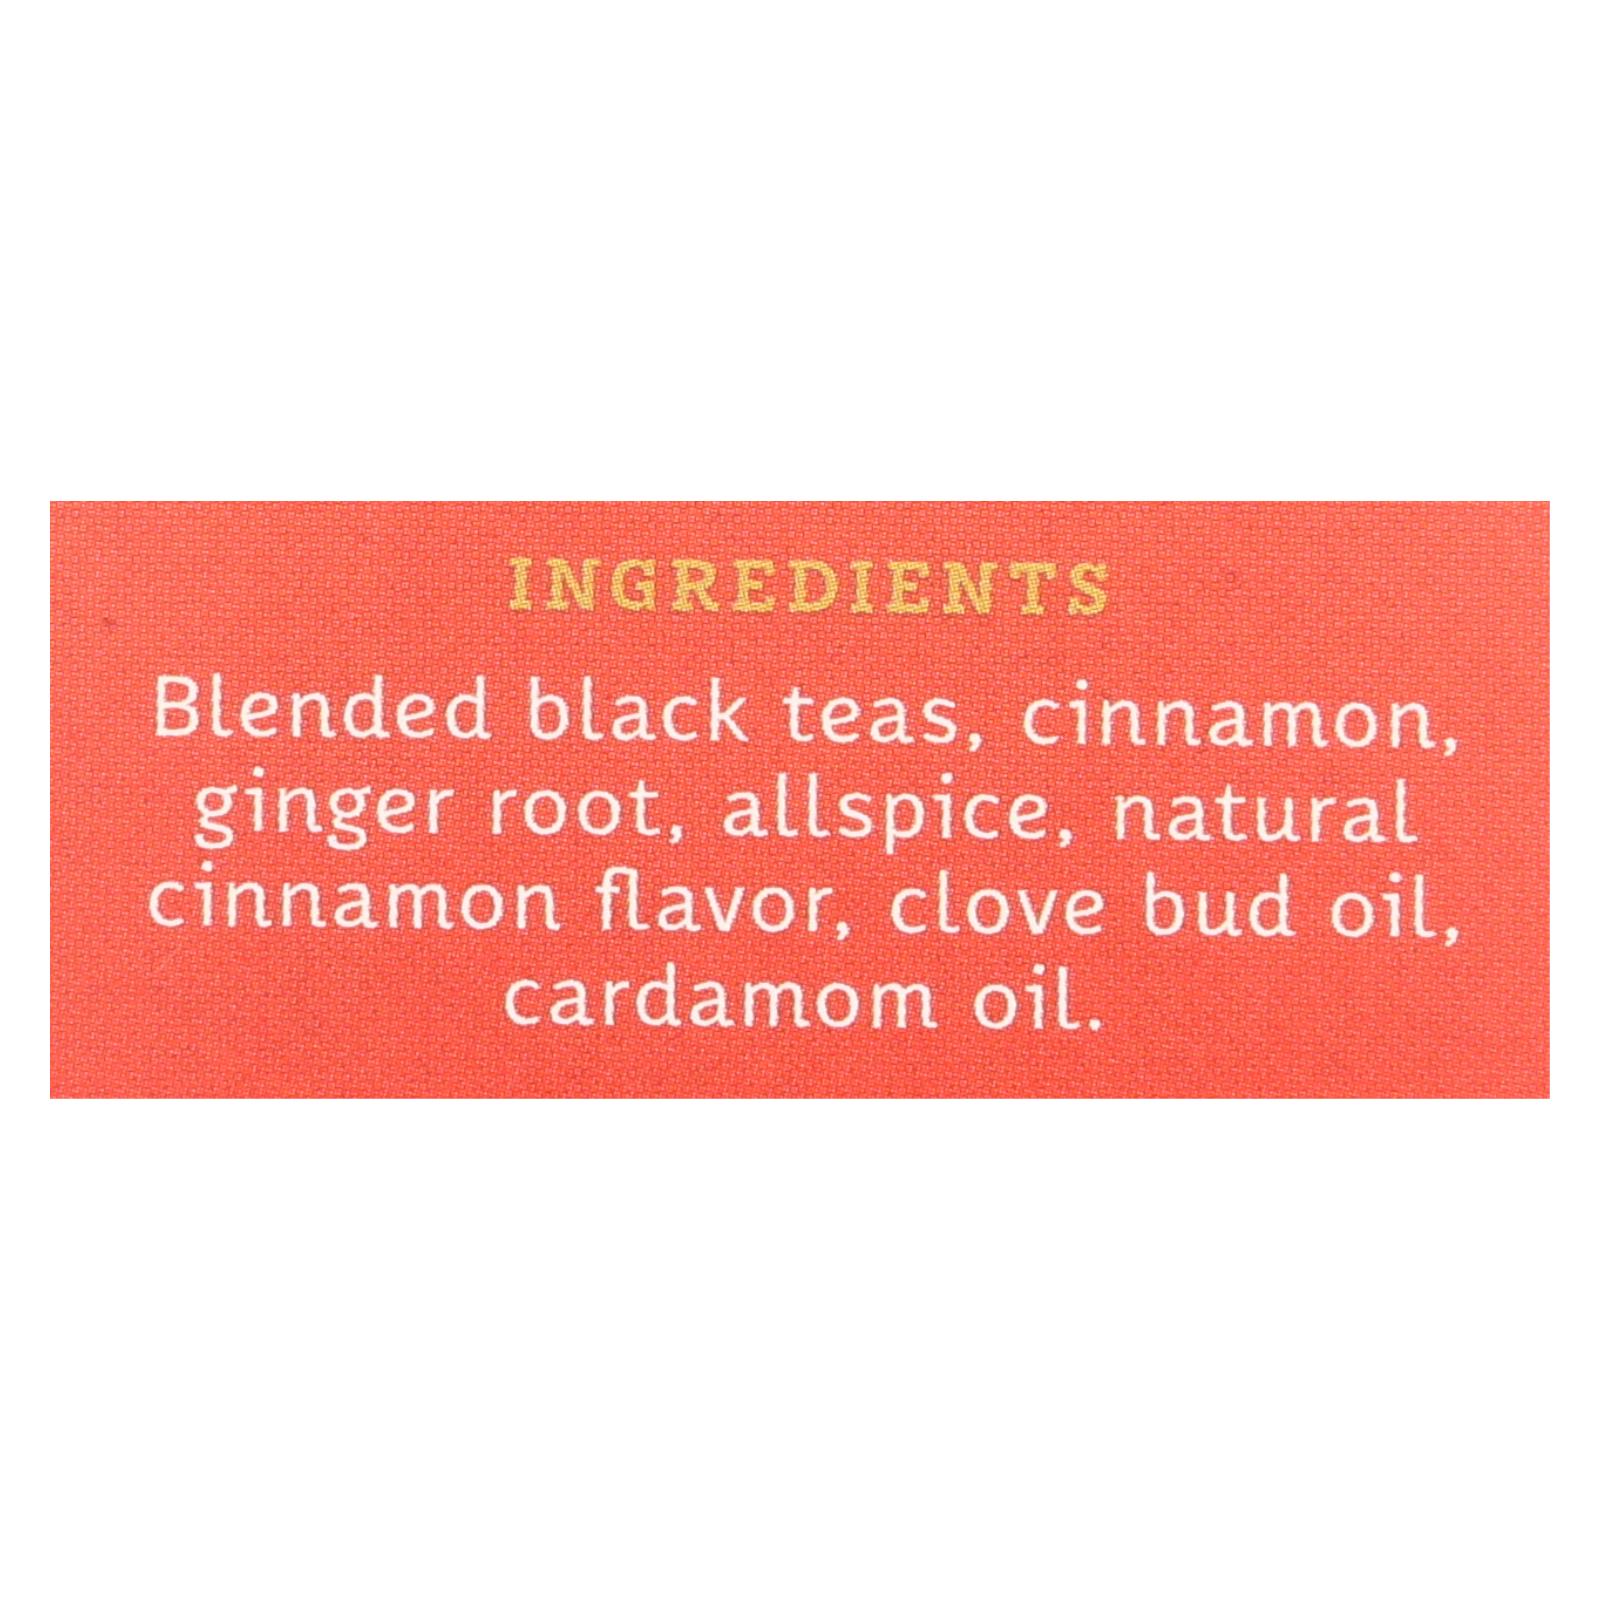 INGREDIENTS
Blended black teas, cinnamon,
ginger root, allspice, natural
cinnamon flavor, clove bud oil,
cardamom oil.